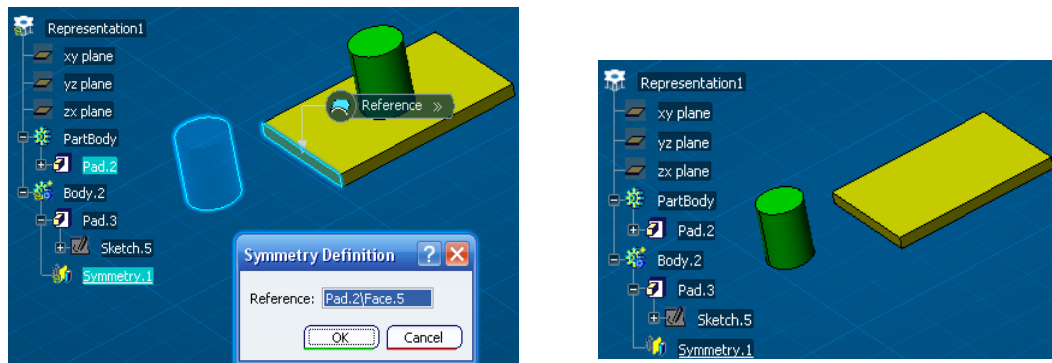 Representation1
xy plane
yz plane
zx plane
PartBody
Pad.2
Body.2
Pad.3
Sketch.5
Symmetry.1
Reference »
Symmetry Definition
Reference: Pad.2\Face.5
OK Cancel
Representation1
xy plane
yz plane
zx plane
PartBody
Pad.2
Body.2
Pad.3
Sketch.5
Symmetry.1